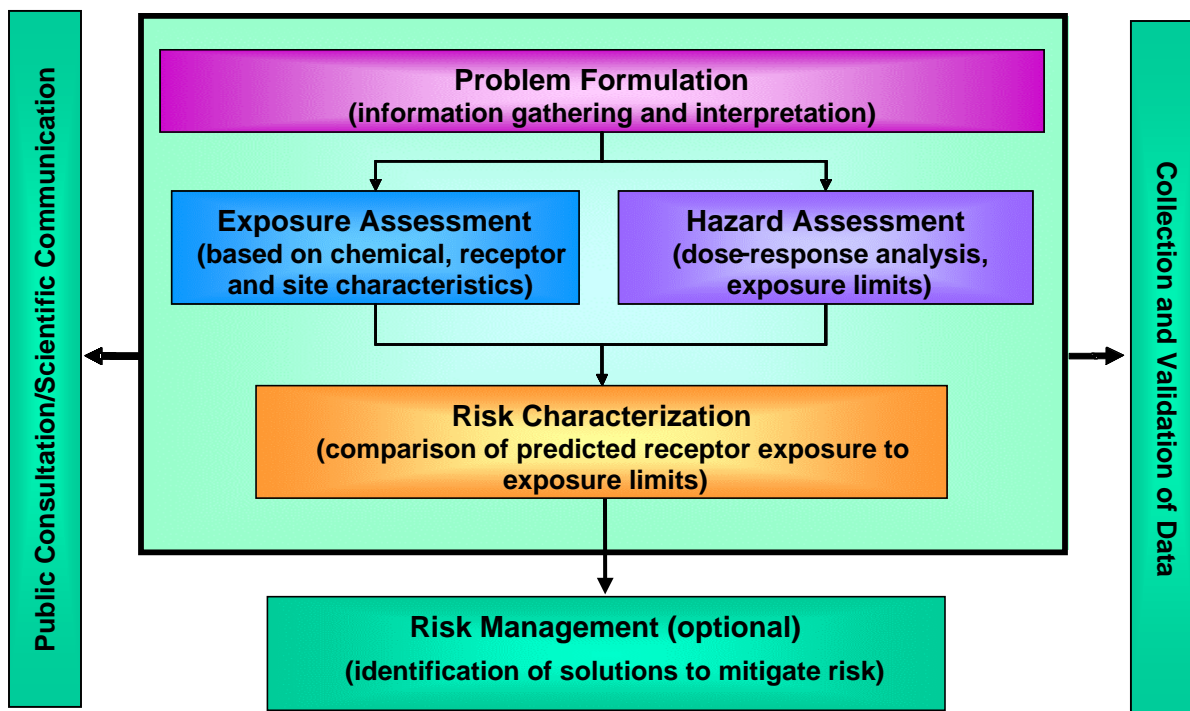 Public Consultation/Scientific Communication
Problem Formulation
(information gathering and interpretation)
Exposure Assessment
(based on chemical, receptor
and site characteristics)
Hazard Assessment
(dose-response analysis,
exposure limits)
Risk Characterization
(comparison of predicted receptor exposure to
exposure limits)
Risk Management (optional)
(identification of solutions to mitigate risk)
Collection and Validation of Data